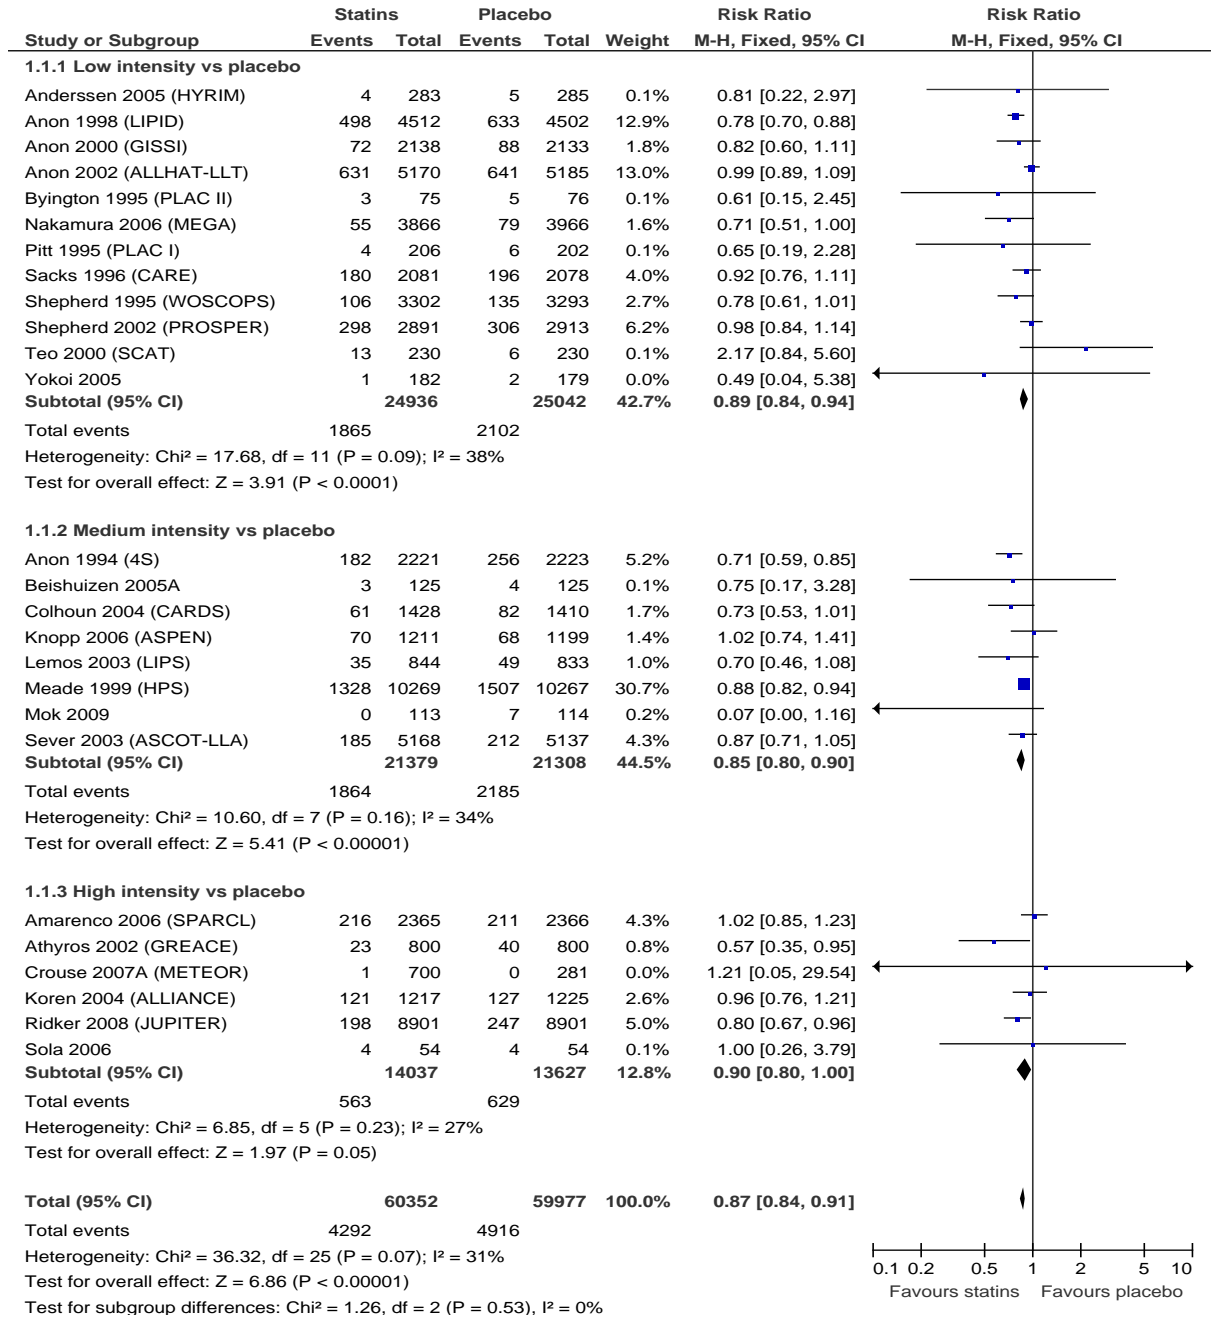 Statins Placebo Risk Ratio Risk Ratio
Study or Subgroup Events Total Events Total Weight M-H, Fixed, 95% CI M-H, Fixed, 95% CI
1.1.1 Low intensity vs placebo
Anderssen 2005 (HYRIM) 4 283 5 285 0.1% 0.81 [0.22, 2.97]
Anon 1998 (LIPID) 498 4512 633 4502 12.9% 0.78 [0.70, 0.88]
Anon 2000 (GISSI) 72 2138 88 2133 1.8% 0.82 [0.60, 1.11]
Anon 2002 (ALLHAT-LLT) 631 5170 641 5185 13.0% 0.99 [0.89, 1.09]
Byington 1995 (PLAC II) 3 75 5 76 0.1% 0.61 [0.15, 2.45]
Nakamura 2006 (MEGA) 55 3866 79 3966 1.6% 0.71 [0.51, 1.00]
Pitt 1995 (PLAC I) 4 206 6 202 0.1% 0.65 [0.19, 2.28]
Sacks 1996 (CARE) 180 2081 196 2078 4.0% 0.92 [0.76, 1.11]
Shepherd 1995 (WOSCOPS) 106 3302 135 3293 2.7% 0.78 [0.61, 1.01]
Shepherd 2002 (PROSPER) 298 2891 306 2913 6.2% 0.98 [0.84, 1.14]
Teo 2000 (SCAT) 13 230 6 230 0.1% 2.17 [0.84, 5.60]
Yokoi 2005 1 182 2 179 0.0% 0.49 [0.04, 5.38]
Subtotal (95% CI) 24936 25042 42.7% 0.89 [0.84, 0.94]
Total events 1865 2102
Heterogeneity: Chi² = 17.68, df = 11 (P = 0.09); I² = 38%
Test for overall effect: Z = 3.91 (P < 0.0001)
1.1.2 Medium intensity vs placebo
Anon 1994 (4S) 182 2221 256 2223 5.2% 0.71 [0.59, 0.85]
Beishuizen 2005A 3 125 4 125 0.1% 0.75 [0.17, 3.28]
Colhoun 2004 (CARDS) 61 1428 82 1410 1.7% 0.73 [0.53, 1.01]
Knopp 2006 (ASPEN) 70 1211 68 1199 1.4% 1.02 [0.74, 1.41]
Lemos 2003 (LIPS) 35 844 49 833 1.0% 0.70 [0.46, 1.08]
Meade 1999 (HPS) 1328 10269 1507 10267 30.7% 0.88 [0.82, 0.94]
Mok 2009 0 113 7 114 0.2% 0.07 [0.00, 1.16]
Sever 2003 (ASCOT-LLA) 185 5168 212 5137 4.3% 0.87 [0.71, 1.05]
Subtotal (95% CI) 21379 21308 44.5% 0.85 [0.80, 0.90]
Total events 1864 2185
Heterogeneity: Chi² = 10.60, df = 7 (P = 0.16); I² = 34%
Test for overall effect: Z = 5.41 (P < 0.00001)
1.1.3 High intensity vs placebo
Amarenco 2006 (SPARCL) 216 2365 211 2366 4.3% 1.02 [0.85, 1.23]
Athyros 2002 (GREACE) 23 800 40 800 0.8% 0.57 [0.35, 0.95]
Crouse 2007A (METEOR) 1 700 0 281 0.0% 1.21 [0.05, 29.54]
Koren 2004 (ALLIANCE) 121 1217 127 1225 2.6% 0.96 [0.76, 1.21]
Ridker 2008 (JUPITER) 198 8901 247 8901 5.0% 0.80 [0.67, 0.96]
Sola 2006 4 54 4 54 0.1% 1.00 [0.26, 3.79]
Subtotal (95% CI) 14037 13627 12.8% 0.90 [0.80, 1.00]
Total events 563 629
Heterogeneity: Chi² = 6.85, df = 5 (P = 0.23); I² = 27%
Test for overall effect: Z = 1.97 (P = 0.05)
Total (95% CI) 60352 59977 100.0% 0.87 [0.84, 0.91]
Total events 4292 4916
Heterogeneity: Chi² = 36.32, df = 25 (P = 0.07); I² = 31%
Test for overall effect: Z = 6.86 (P < 0.00001)
Test for subgroup differences: Chi² = 1.26, df = 2 (P = 0.53), I² = 0%
0.1 0.2 0.5 1 2 5 10
Favours statins Favours placebo